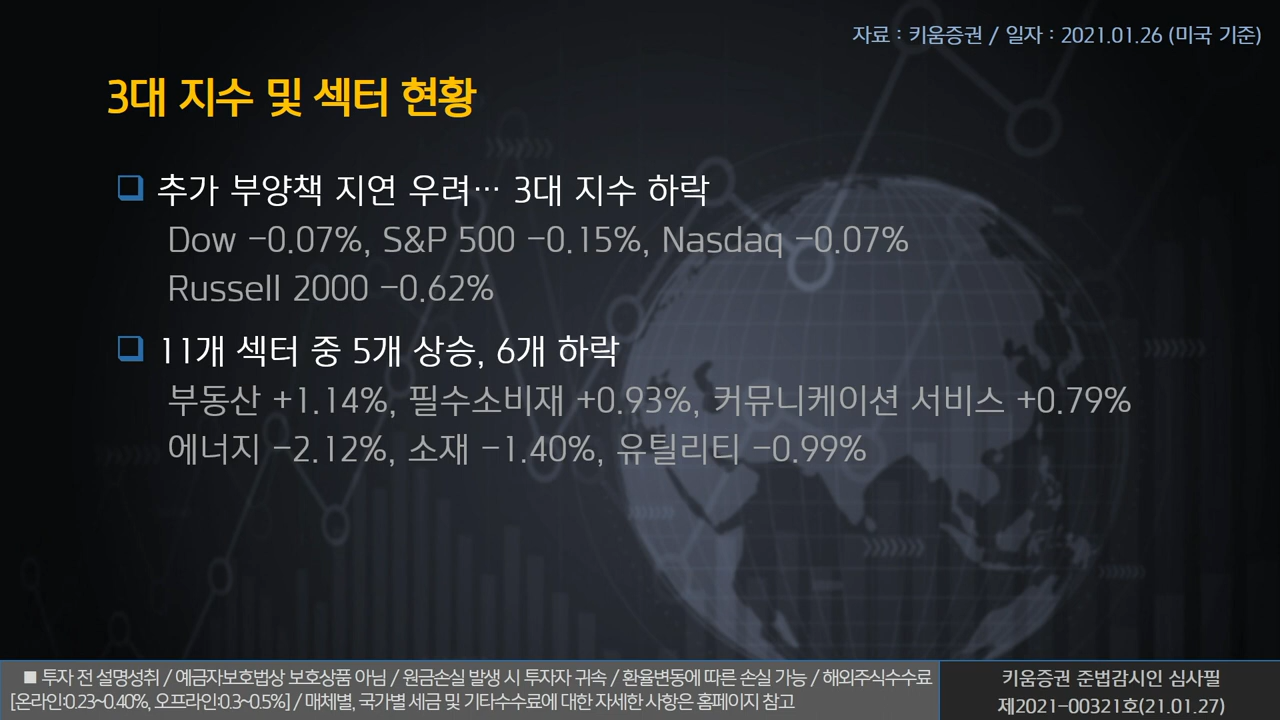 자료 : 키움증권 / 일자 : 2021.01.26 (미국 기준)
3대 지수 및 섹터 현황
❑ 추가 부양책 지연 우려… 3대 지수 하락
Dow -0.07%, S&P 500 -0.15%, Nasdaq -0.07%
Russell 2000 -0.62%
❑ 11개 섹터 중 5개 상승, 6개 하락
부동산 +1.14%, 필수소비재 +0.93%, 커뮤니케이션 서비스 +0.79%
에너지 -2.12%, 소재 -1.40%, 유틸리티 -0.99%
■ 투자 전 설명성취 / 예금자보호법상 보호상품 아님 / 원금손실 발생 시 투자자 귀속 / 환율변동에 따른 손실 가능 / 해외주식수수료
[온라인:0.23~0.40%, 오프라인:0.3~0.5%] / 매체별, 국가별 세금 및 기타수수료에 대한 자세한 사항은 홈페이지 참고
키움증권 준법감시인 심사필
제2021-00321호(21.01.27)